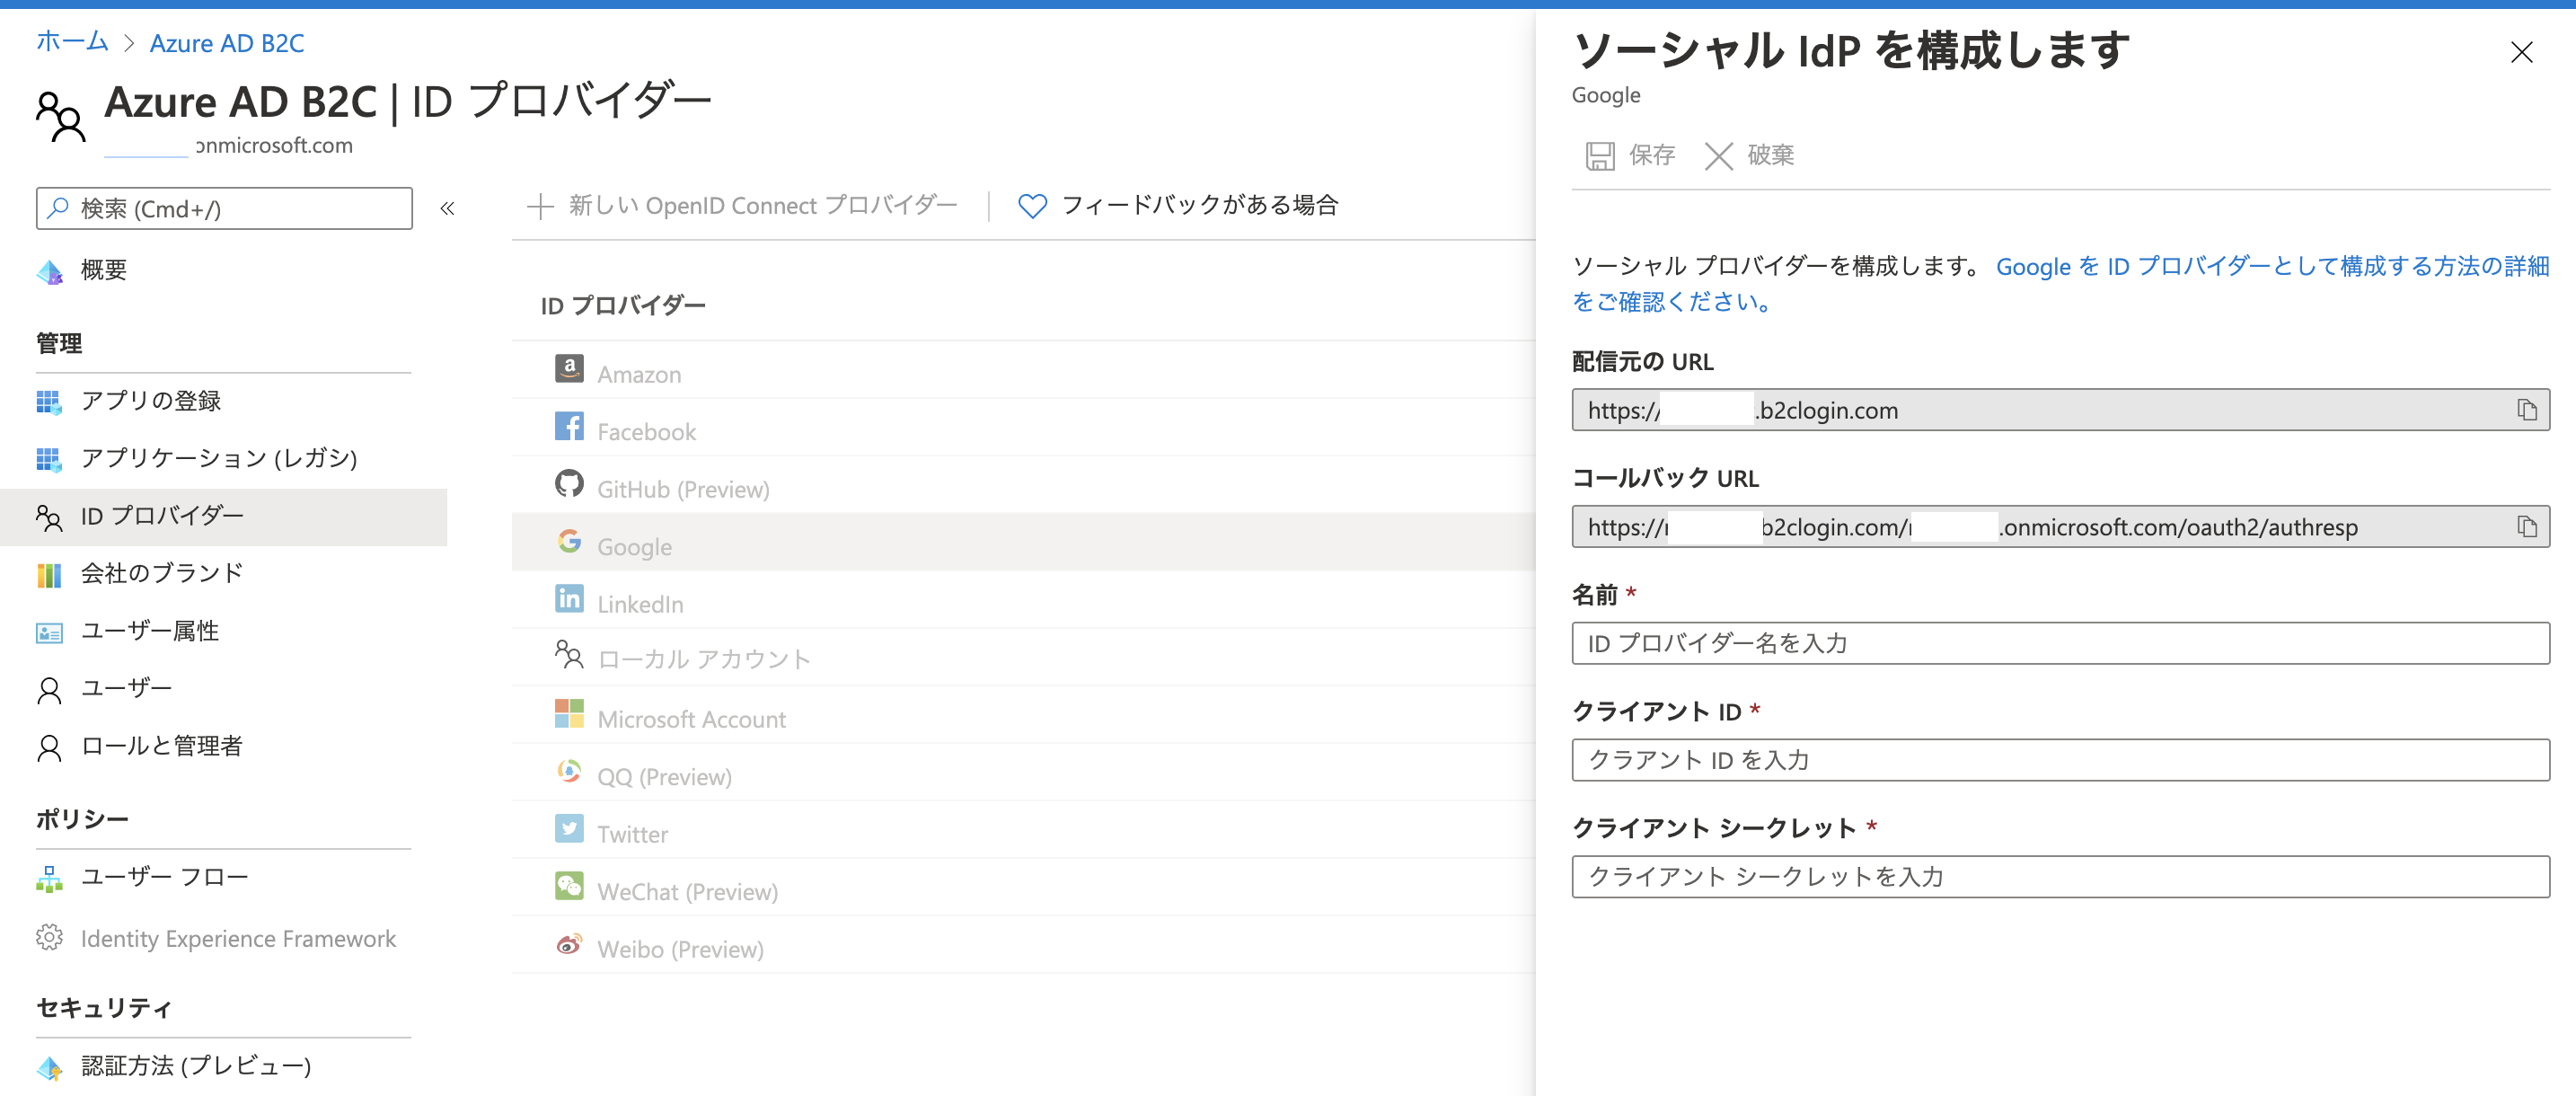 ホーム > Azure AD B2C
Azure AD B2C | ID プロバイダー
onmicrosoft.com
検索 (Cmd+/)
«
概要
管理
アプリの登録
アプリケーション (レガシ)
ID プロバイダー
会社のブランド
ユーザー属性
ユーザー
ロールと管理者
ポリシー
ユーザー フロー
Identity Experience Framework
セキュリティ
認証方法 (プレビュー)
新しい OpenID Connect プロバイダー
フィードバックがある場合
ID プロバイダー
Amazon
Facebook
GitHub (Preview)
Google
LinkedIn
ローカル アカウント
Microsoft Account
QQ (Preview)
Twitter
WeChat (Preview)
Weibo (Preview)
ソーシャル IdP を構成します
Google
保存 破棄
ソーシャル プロバイダーを構成します。 Google を ID プロバイダーとして構成する方法の詳細
をご確認ください。
配信元の URL
https:// .b2clogin.com
コールバック URL
https:// b2clogin.com/ .onmicrosoft.com/oauth2/authresp
名前 *
ID プロバイダー名を入力
クライアント ID *
クラアント ID を入力
クライアント シークレット *
クライアント シークレットを入力